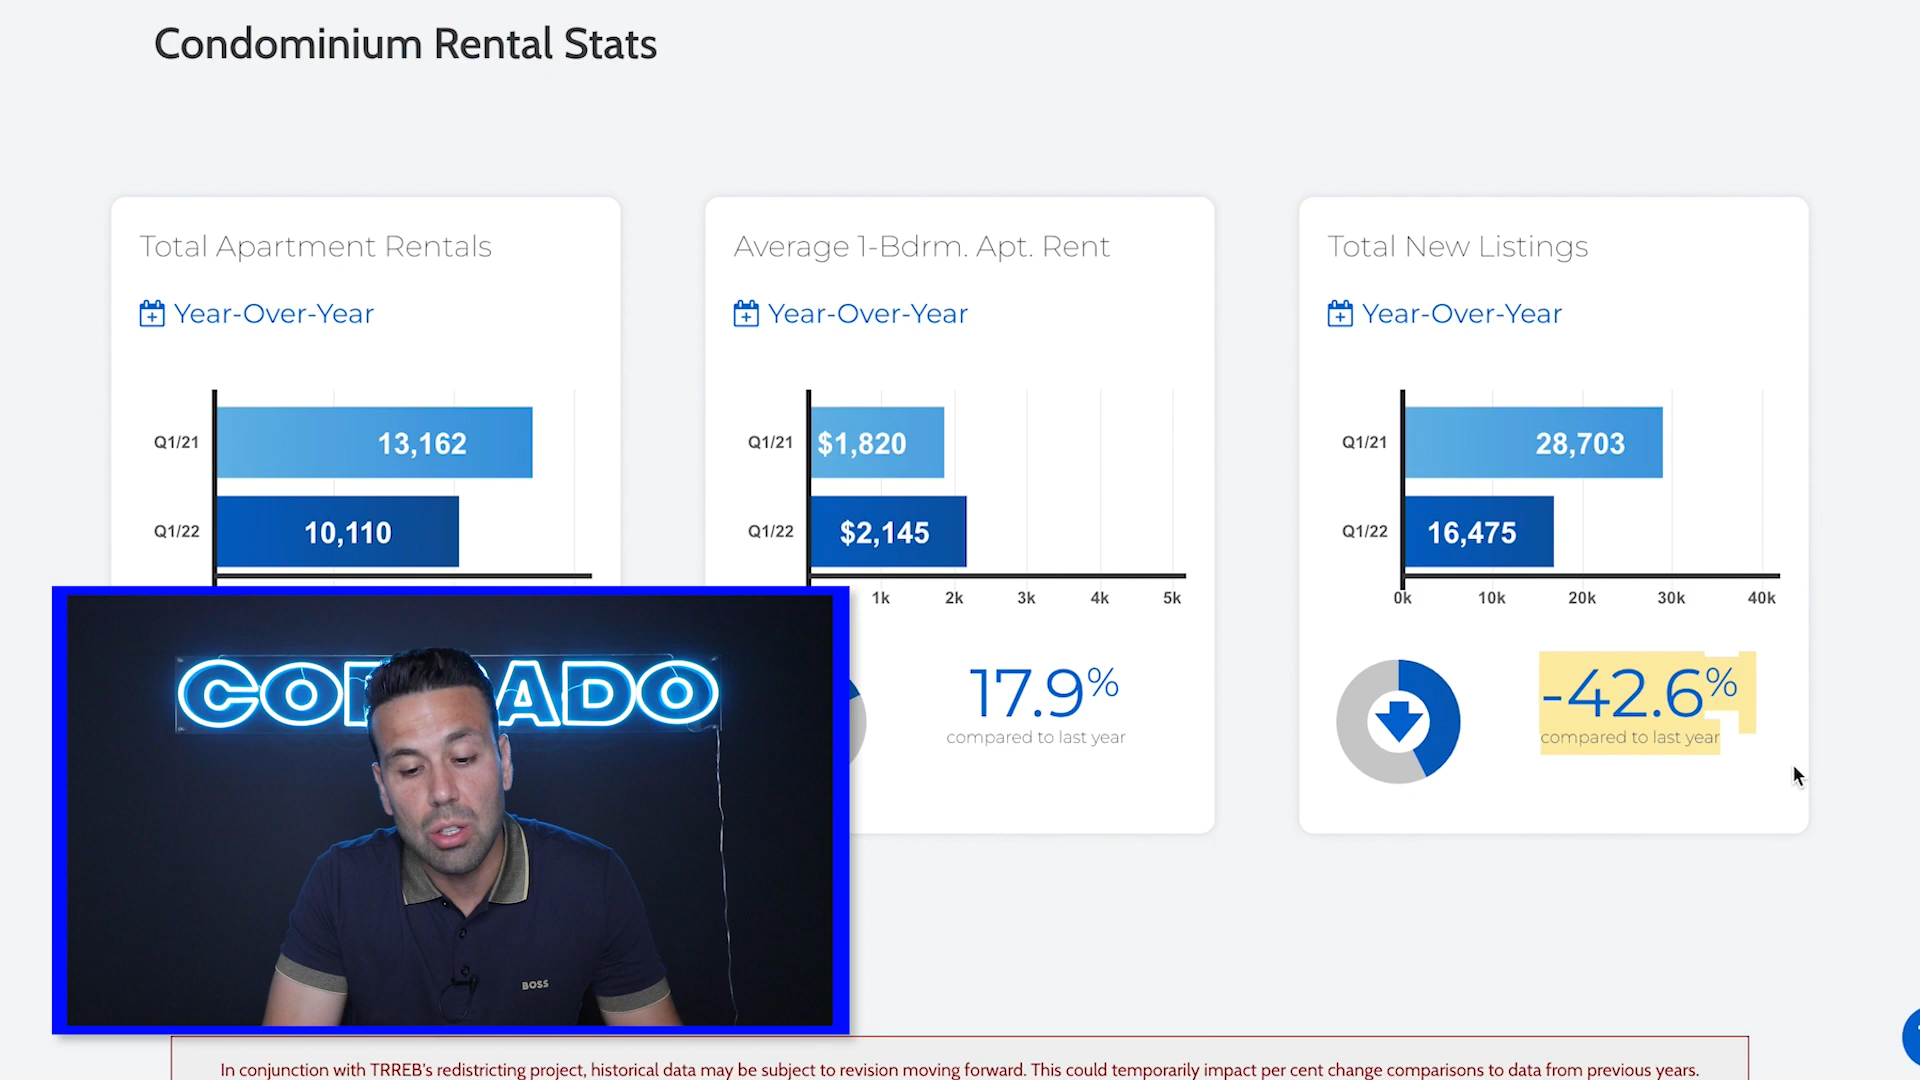 Condominium Rental Stats
Total Apartment Rentals
Year-Over-Year
Q1/21
13,162
Q1/22
10,110
Average 1-Bdrm. Apt. Rent
Year-Over-Year
Q1/21
$1,820
Q1/22
$2,145
1k 2k 3k 4k 5k
17.9%
compared to last year
Total New Listings
Year-Over-Year
Q1/21
28,703
Q1/22
16,475
0k 10k 20k 30k 40k
-42.6%
compared to last year
BOSS
In conjunction with TRREB's redistricting project, historical data may be subject to revision moving forward. This could temporarily impact per cent change comparisons to data from previous years.